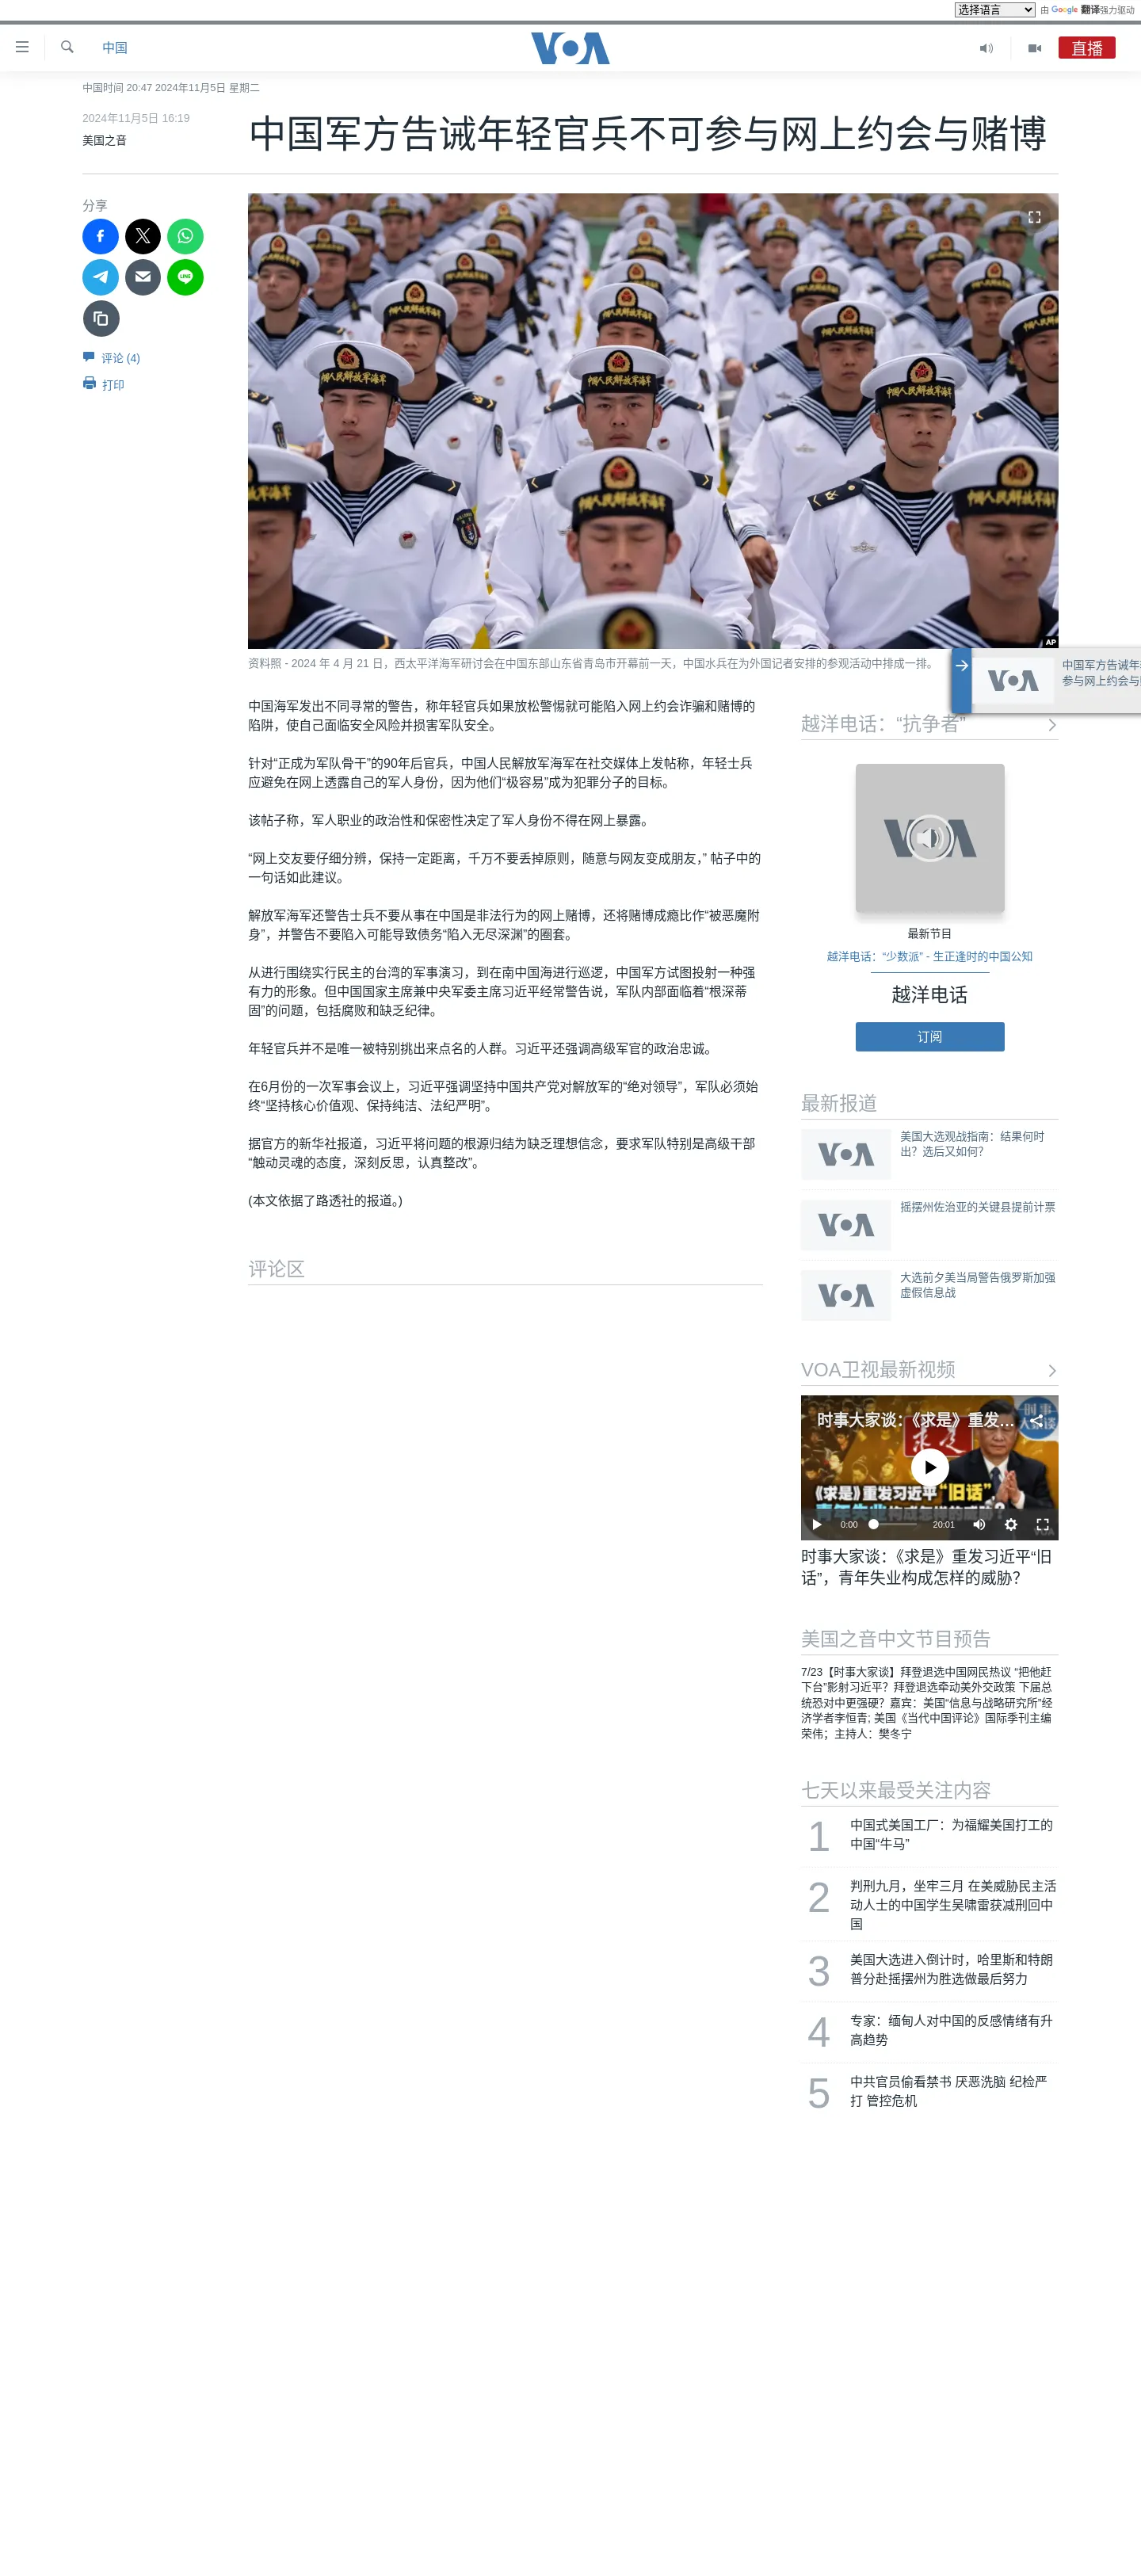 选择语言
由 Google 翻译强力驱动
中国
VOA
直播
中国时间 20:47 2024年11月5日 星期二
2024年11月5日 16:19
美国之音
中国军方告诫年轻官兵不可参与网上约会与赌博
分享
评论 (4)
打印
中国人民解放军海军
中国人民解放军海军
中国人民解放军海军
AP
资料照 - 2024 年 4 月 21 日，西太平洋海军研讨会在中国东部山东省青岛市开幕前一天，中国水兵在为外国记者安排的参观活动中排成一排。
VOA
中国军方告诫年
参与网上约会与
中国海军发出不同寻常的警告，称年轻官兵如果放松警惕就可能陷入网上约会诈骗和赌博的
陷阱，使自己面临安全风险并损害军队安全。
针对“正成为军队骨干”的90年后官兵，中国人民解放军海军在社交媒体上发帖称，年轻士兵
应避免在网上透露自己的军人身份，因为他们“极容易”成为犯罪分子的目标。
该帖子称，军人职业的政治性和保密性决定了军人身份不得在网上暴露。
“网上交友要仔细分辨，保持一定距离，千万不要丢掉原则，随意与网友变成朋友，” 帖子中的
一句话如此建议。
解放军海军还警告士兵不要从事在中国是非法行为的网上赌博，还将赌博成瘾比作“被恶魔附
身”，并警告不要陷入可能导致债务“陷入无尽深渊”的圈套。
从进行围绕实行民主的台湾的军事演习，到在南中国海进行巡逻，中国军方试图投射一种强
有力的形象。但中国国家主席兼中央军委主席习近平经常警告说，军队内部面临着“根深蒂
固”的问题，包括腐败和缺乏纪律。
年轻官兵并不是唯一被特别挑出来点名的人群。习近平还强调高级军官的政治忠诚。
在6月份的一次军事会议上，习近平强调坚持中国共产党对解放军的“绝对领导”，军队必须始
终“坚持核心价值观、保持纯洁、法纪严明”。
据官方的新华社报道，习近平将问题的根源归结为缺乏理想信念，要求军队特别是高级干部
“触动灵魂的态度，深刻反思，认真整改”。
(本文依据了路透社的报道。)
评论区
越洋电话：“抗争者”
VOA
最新节目
越洋电话：“少数派” - 生正逢时的中国公知
越洋电话
订阅
最新报道
VOA
美国大选观战指南：结果何时
出？选后又如何？
VOA
摇摆州佐治亚的关键县提前计票
VOA
大选前夕美当局警告俄罗斯加强
虚假信息战
VOA卫视最新视频
时事大家谈：《求是》重发...
时事
大家谈
《求是》重发习近平“旧话”，
青年失业构成怎样的威胁？
0:00
20:01
VOA
时事大家谈：《求是》重发习近平“旧
话”，青年失业构成怎样的威胁？
美国之音中文节目预告
7/23【时事大家谈】拜登退选中国网民热议 “把他赶
下台”影射习近平？拜登退选牵动美外交政策 下届总
统恐对中更强硬？嘉宾：美国“信息与战略研究所”经
济学者李恒青; 美国《当代中国评论》国际季刊主编
荣伟；主持人：樊冬宁
七天以来最受关注内容
1
中国式美国工厂：为福耀美国打工的
中国“牛马”
2
判刑九月，坐牢三月 在美威胁民主活
动人士的中国学生吴啸雷获减刑回中
国
3
美国大选进入倒计时，哈里斯和特朗
普分赴摇摆州为胜选做最后努力
4
专家：缅甸人对中国的反感情绪有升
高趋势
5
中共官员偷看禁书 厌恶洗脑 纪检严
打 管控危机